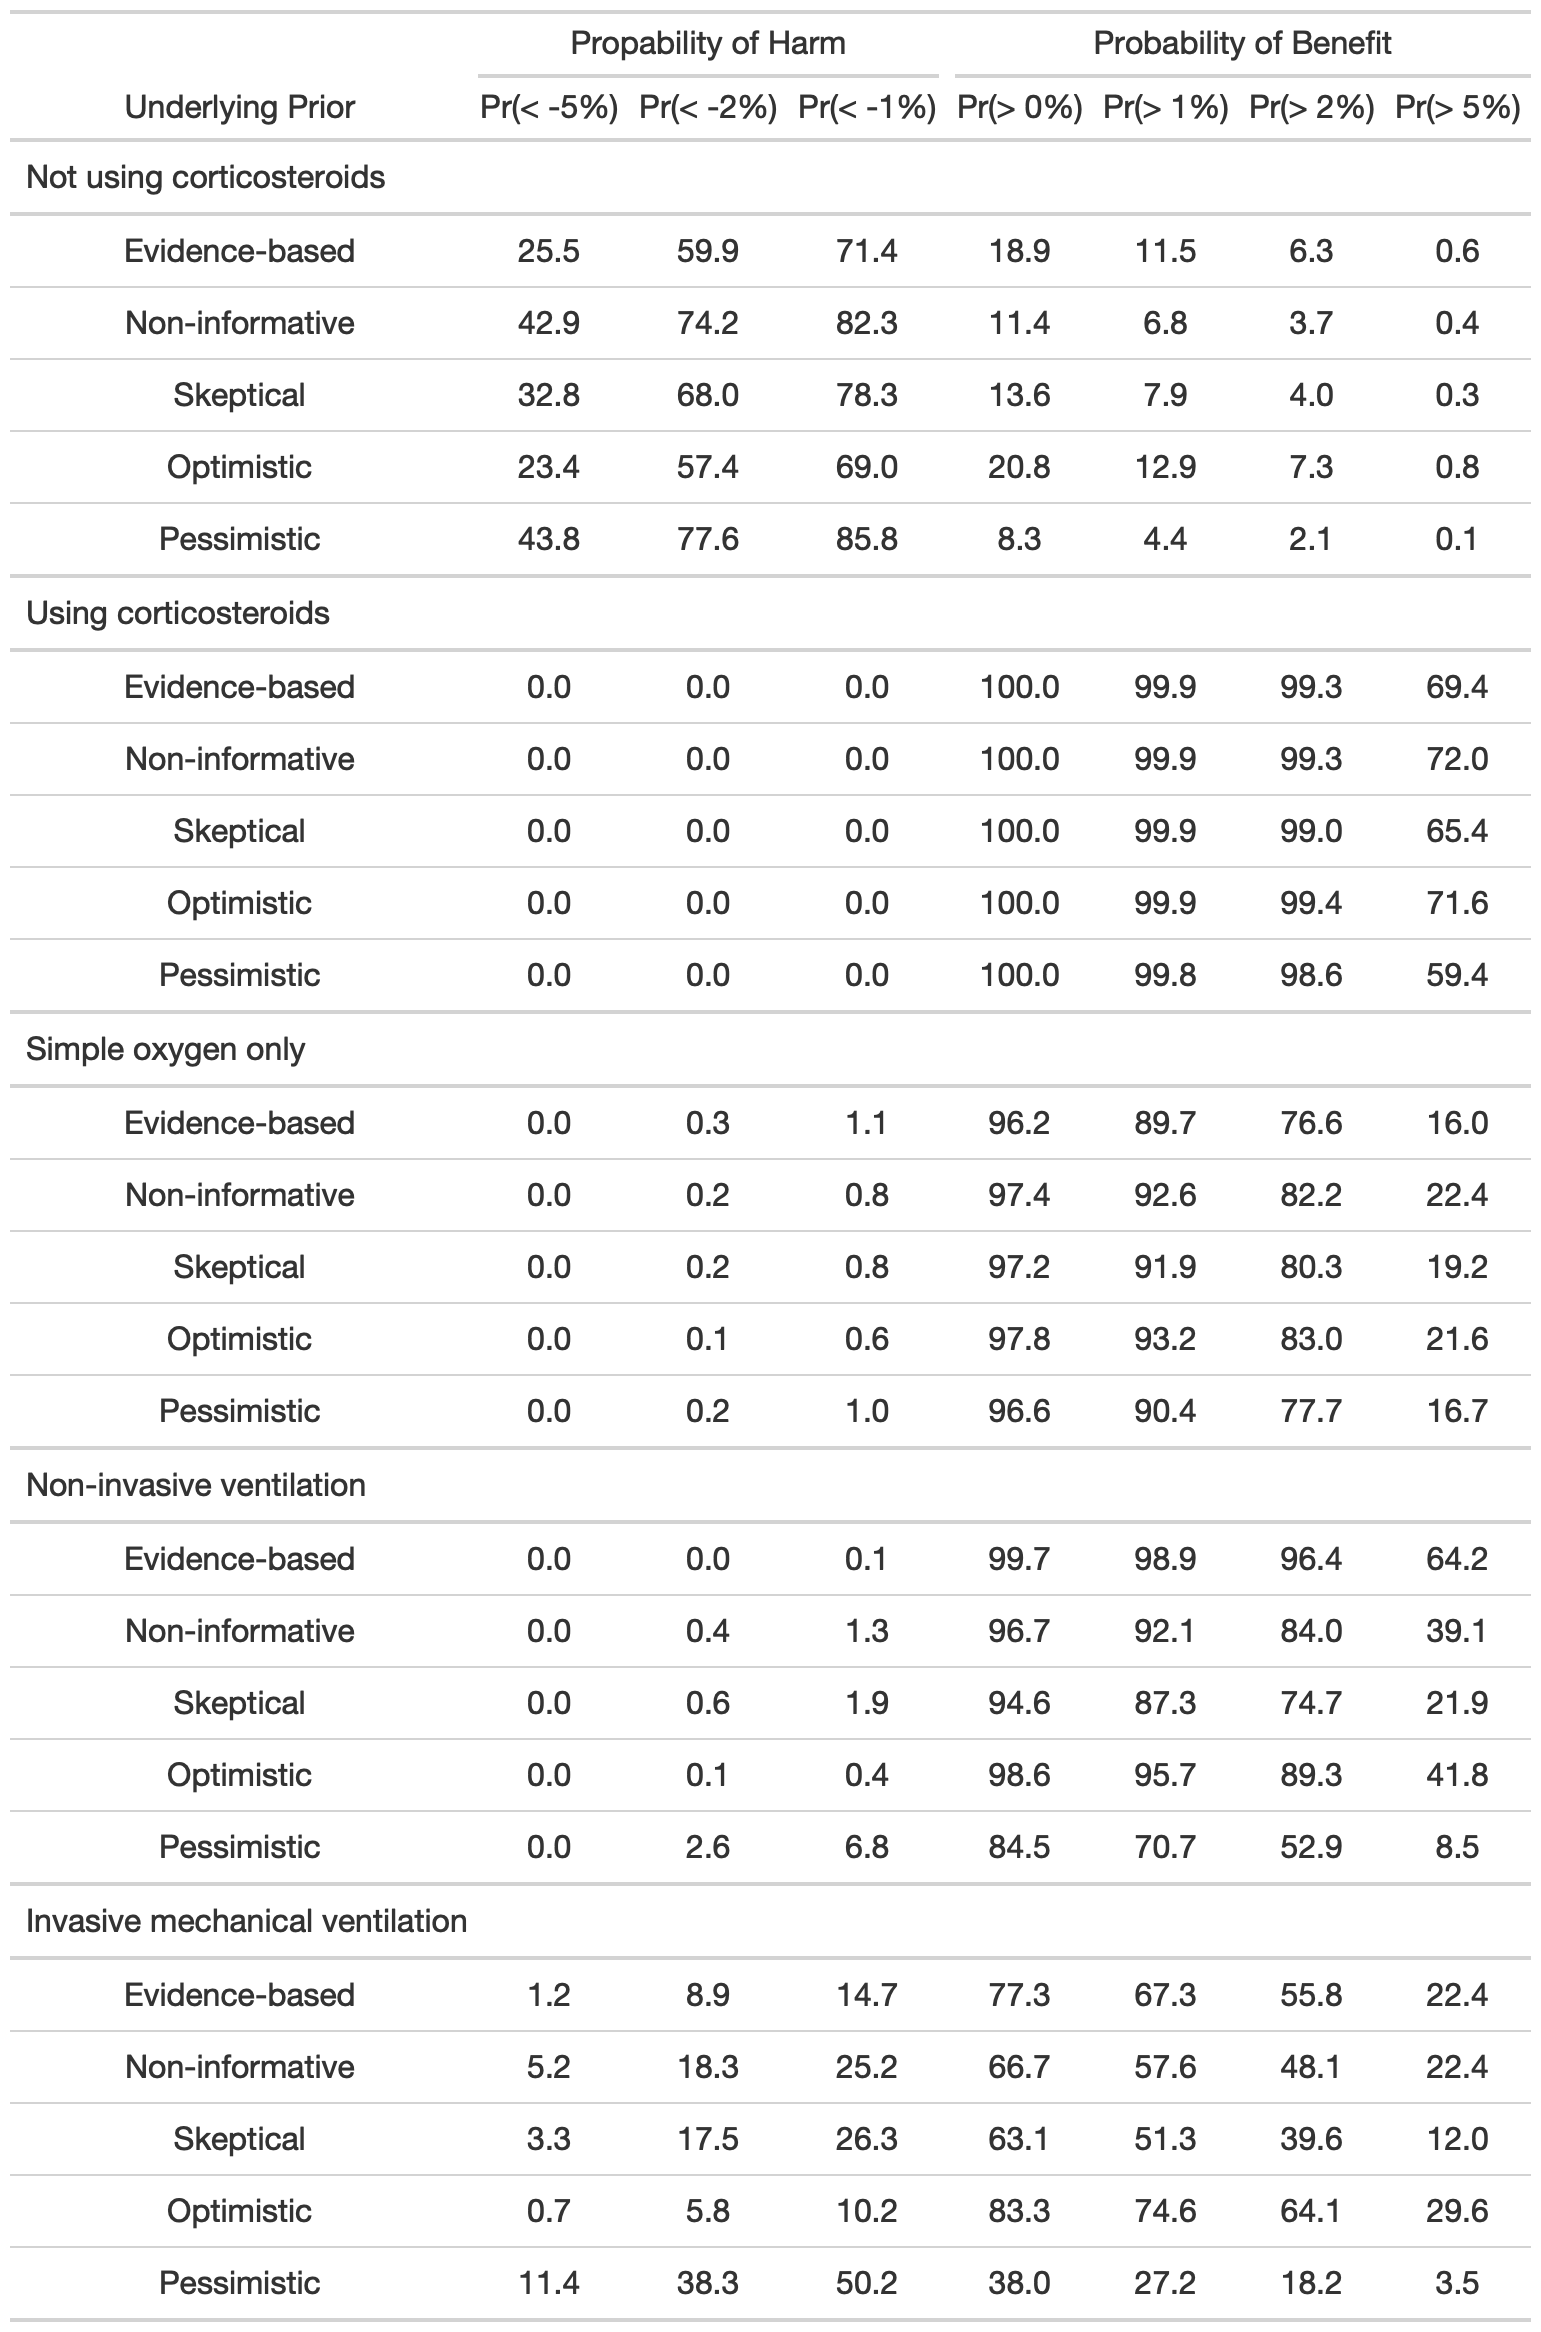 Propability of Harm Probability of Benefit
Underlying Prior Pr(< -5%) Pr(< -2%) Pr(< -1%) Pr(> 0%) Pr(> 1%) Pr(> 2%) Pr(> 5%)
Not using corticosteroids
Evidence-based 25.5 59.9 71.4 18.9 11.5 6.3 0.6
Non-informative 42.9 74.2 82.3 11.4 6.8 3.7 0.4
Skeptical 32.8 68.0 78.3 13.6 7.9 4.0 0.3
Optimistic 23.4 57.4 69.0 20.8 12.9 7.3 0.8
Pessimistic 43.8 77.6 85.8 8.3 4.4 2.1 0.1
Using corticosteroids
Evidence-based 0.0 0.0 0.0 100.0 99.9 99.3 69.4
Non-informative 0.0 0.0 0.0 100.0 99.9 99.3 72.0
Skeptical 0.0 0.0 0.0 100.0 99.9 99.0 65.4
Optimistic 0.0 0.0 0.0 100.0 99.9 99.4 71.6
Pessimistic 0.0 0.0 0.0 100.0 99.8 98.6 59.4
Simple oxygen only
Evidence-based 0.0 0.3 1.1 96.2 89.7 76.6 16.0
Non-informative 0.0 0.2 0.8 97.4 92.6 82.2 22.4
Skeptical 0.0 0.2 0.8 97.2 91.9 80.3 19.2
Optimistic 0.0 0.1 0.6 97.8 93.2 83.0 21.6
Pessimistic 0.0 0.2 1.0 96.6 90.4 77.7 16.7
Non-invasive ventilation
Evidence-based 0.0 0.0 0.1 99.7 98.9 96.4 64.2
Non-informative 0.0 0.4 1.3 96.7 92.1 84.0 39.1
Skeptical 0.0 0.6 1.9 94.6 87.3 74.7 21.9
Optimistic 0.0 0.1 0.4 98.6 95.7 89.3 41.8
Pessimistic 0.0 2.6 6.8 84.5 70.7 52.9 8.5
Invasive mechanical ventilation
Evidence-based 1.2 8.9 14.7 77.3 67.3 55.8 22.4
Non-informative 5.2 18.3 25.2 66.7 57.6 48.1 22.4
Skeptical 3.3 17.5 26.3 63.1 51.3 39.6 12.0
Optimistic 0.7 5.8 10.2 83.3 74.6 64.1 29.6
Pessimistic 11.4 38.3 50.2 38.0 27.2 18.2 3.5